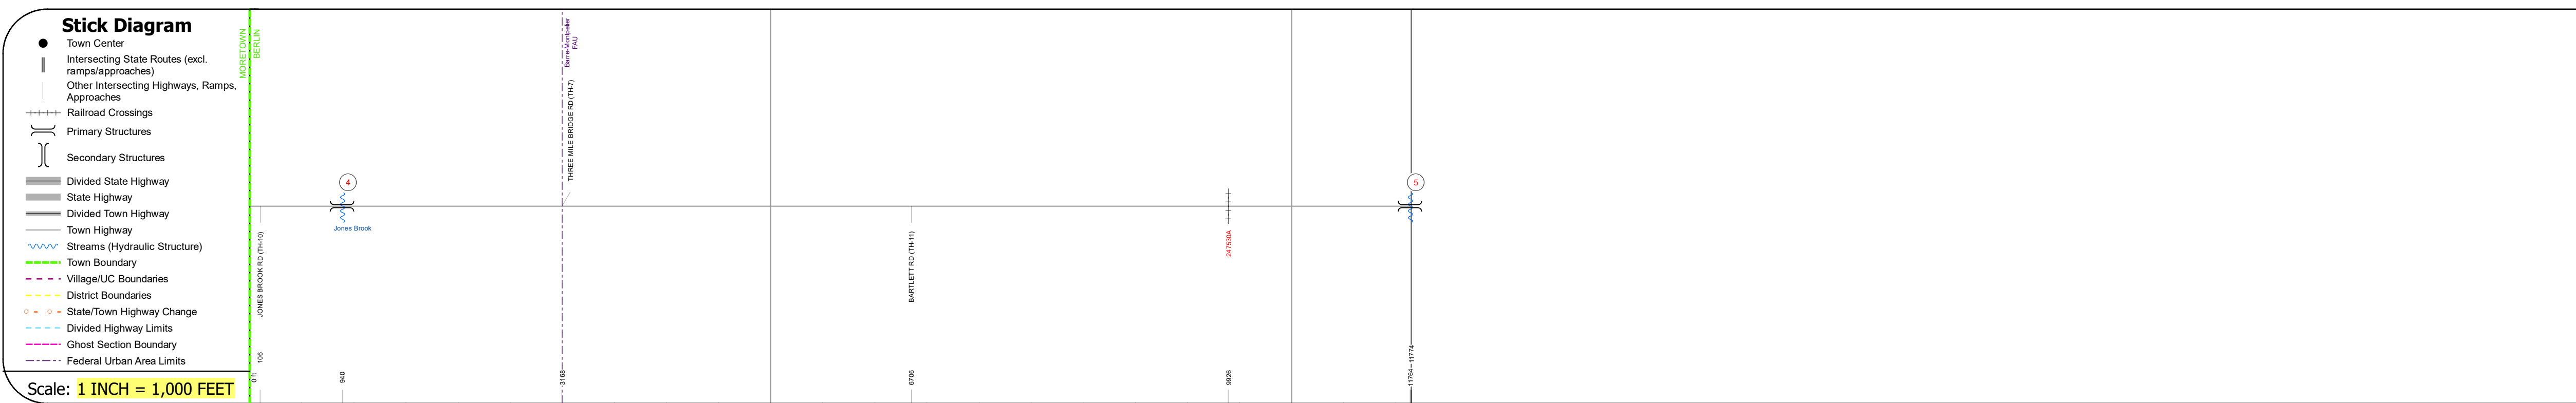 Stick Diagram
Town Center
Intersecting State Routes (excl.
ramps/approaches)
Other Intersecting Highways, Ramps,
Approaches
Railroad Crossings
Primary Structures
Secondary Structures
Divided State Highway
State Highway
Divided Town Highway
Town Highway
Streams (Hydraulic Structure)
Town Boundary
Village/UC Boundaries
District Boundaries
State/Town Highway Change
Divided Highway Limits
Ghost Section Boundary
Federal Urban Area Limits
Scale: 1 INCH = 1,000 FEET
MORETOWN
BERLIN
JONES BROOK RD (TH-10)
0 ft
106
4
Jones Brook
940
Barre-Montpelier
FAU
THREE MILE BRIDGE RD (TH-7)
3168
BARTLETT RD (TH-11)
6706
247530A
9926
5
11764 - 11774